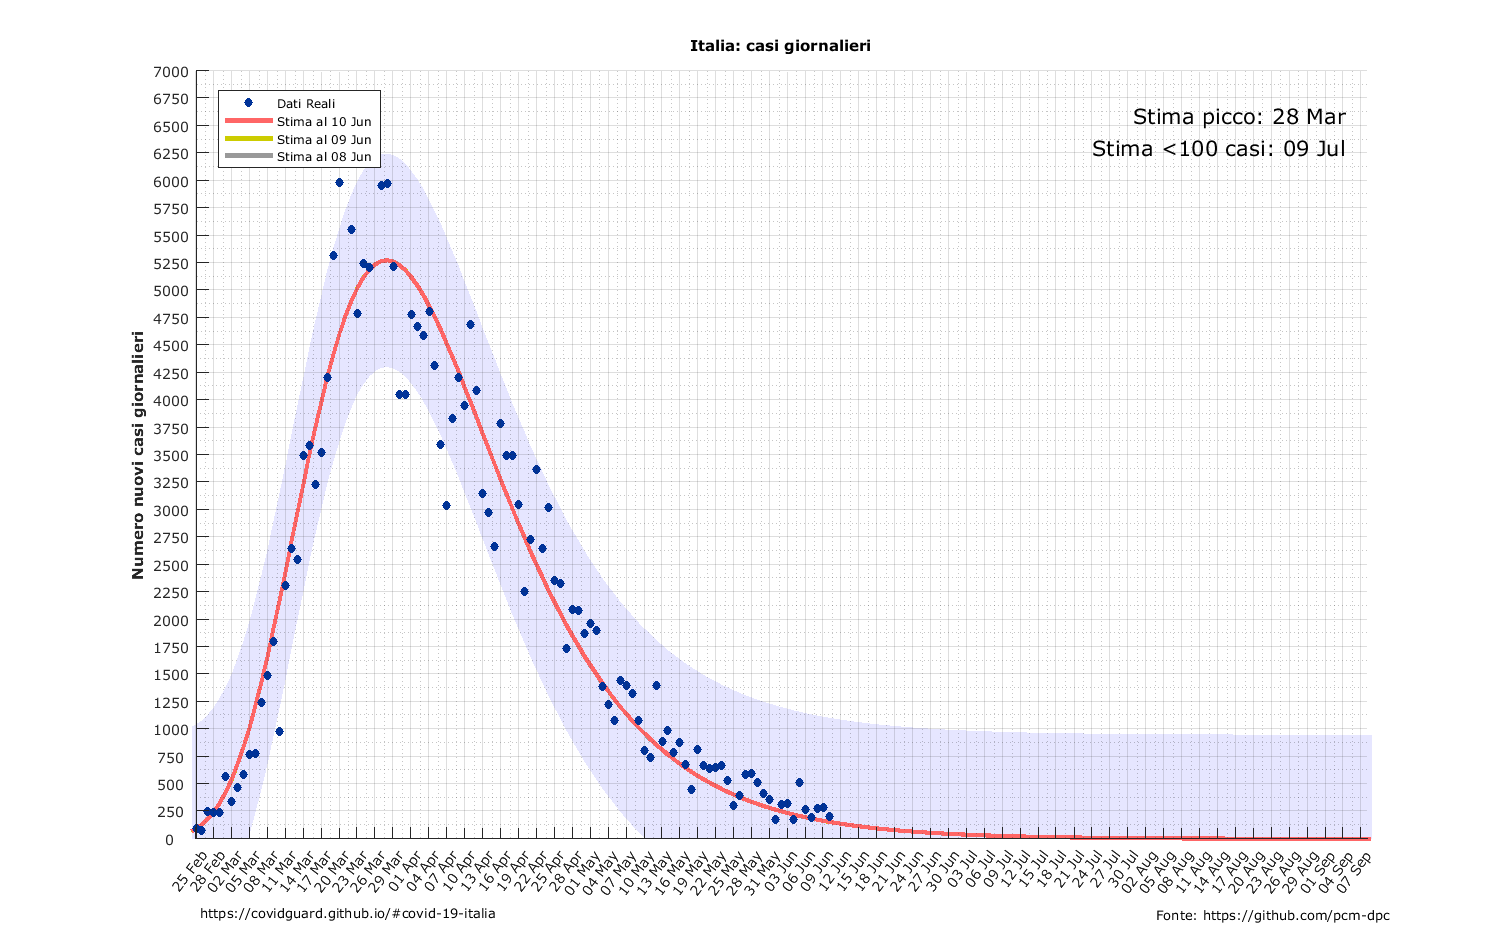 Italia: casi giornalieri
7000
6750
6500
6250
6000
5750
5500
5250
5000
4750
4500
4250
4000
3750
3500
3250
3000
2750
2500
2250
2000
1750
1500
1250
1000
750
500
250
0
Numero nuovi casi giornalieri
Dati Reali
Stima al 10 Jun
Stima al 09 Jun
Stima al 08 Jun
Stima picco: 28 Mar
Stima <100 casi: 09 Jul
25 Feb
28 Feb
02 Mar
05 Mar
08 Mar
11 Mar
14 Mar
17 Mar
20 Mar
23 Mar
26 Mar
29 Mar
01 Apr
04 Apr
07 Apr
10 Apr
13 Apr
16 Apr
19 Apr
22 Apr
25 Apr
28 Apr
01 May
04 May
07 May
10 May
13 May
16 May
19 May
22 May
25 May
28 May
31 May
03 Jun
06 Jun
09 Jun
12 Jun
15 Jun
18 Jun
21 Jun
24 Jun
27 Jun
30 Jun
03 Jul
06 Jul
09 Jul
12 Jul
15 Jul
18 Jul
21 Jul
24 Jul
27 Jul
30 Jul
02 Aug
05 Aug
08 Aug
11 Aug
14 Aug
17 Aug
20 Aug
23 Aug
26 Aug
29 Aug
01 Sep
04 Sep
07 Sep
https://covidguard.github.io/#covid-19-italia
Fonte: https://github.com/pcm-dpc